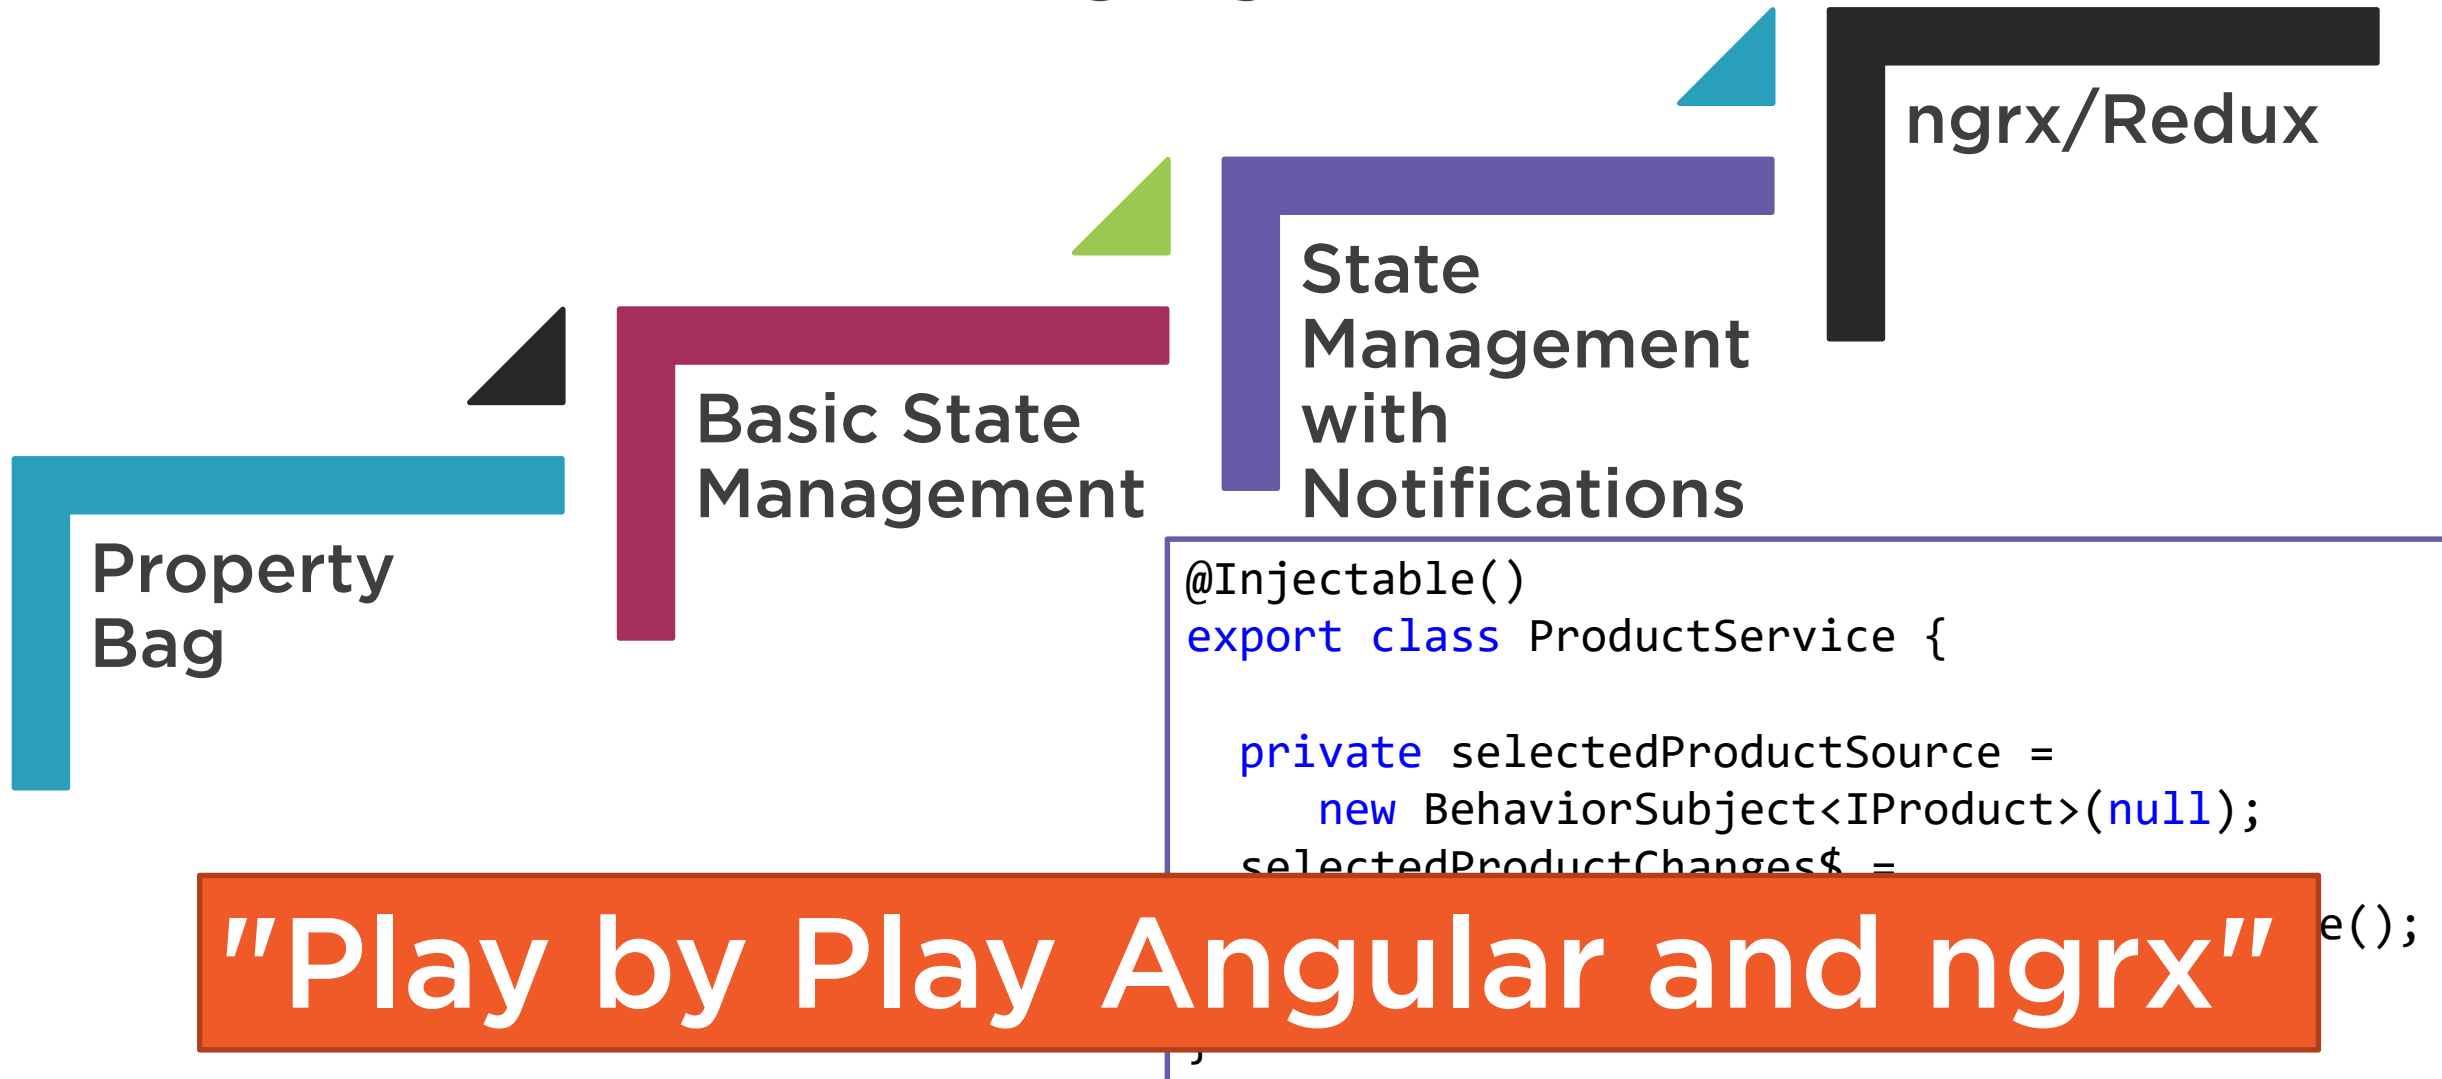 ngrx/Redux
State
Management
with
Notifications
Basic State
Management
Property
Bag
@Injectable()
export class ProductService {
private selectedProductSource =
new BehaviorSubject<IProduct>(null);
selectedProductChanges$ =
e();
"Play by Play Angular and ngrx"
}